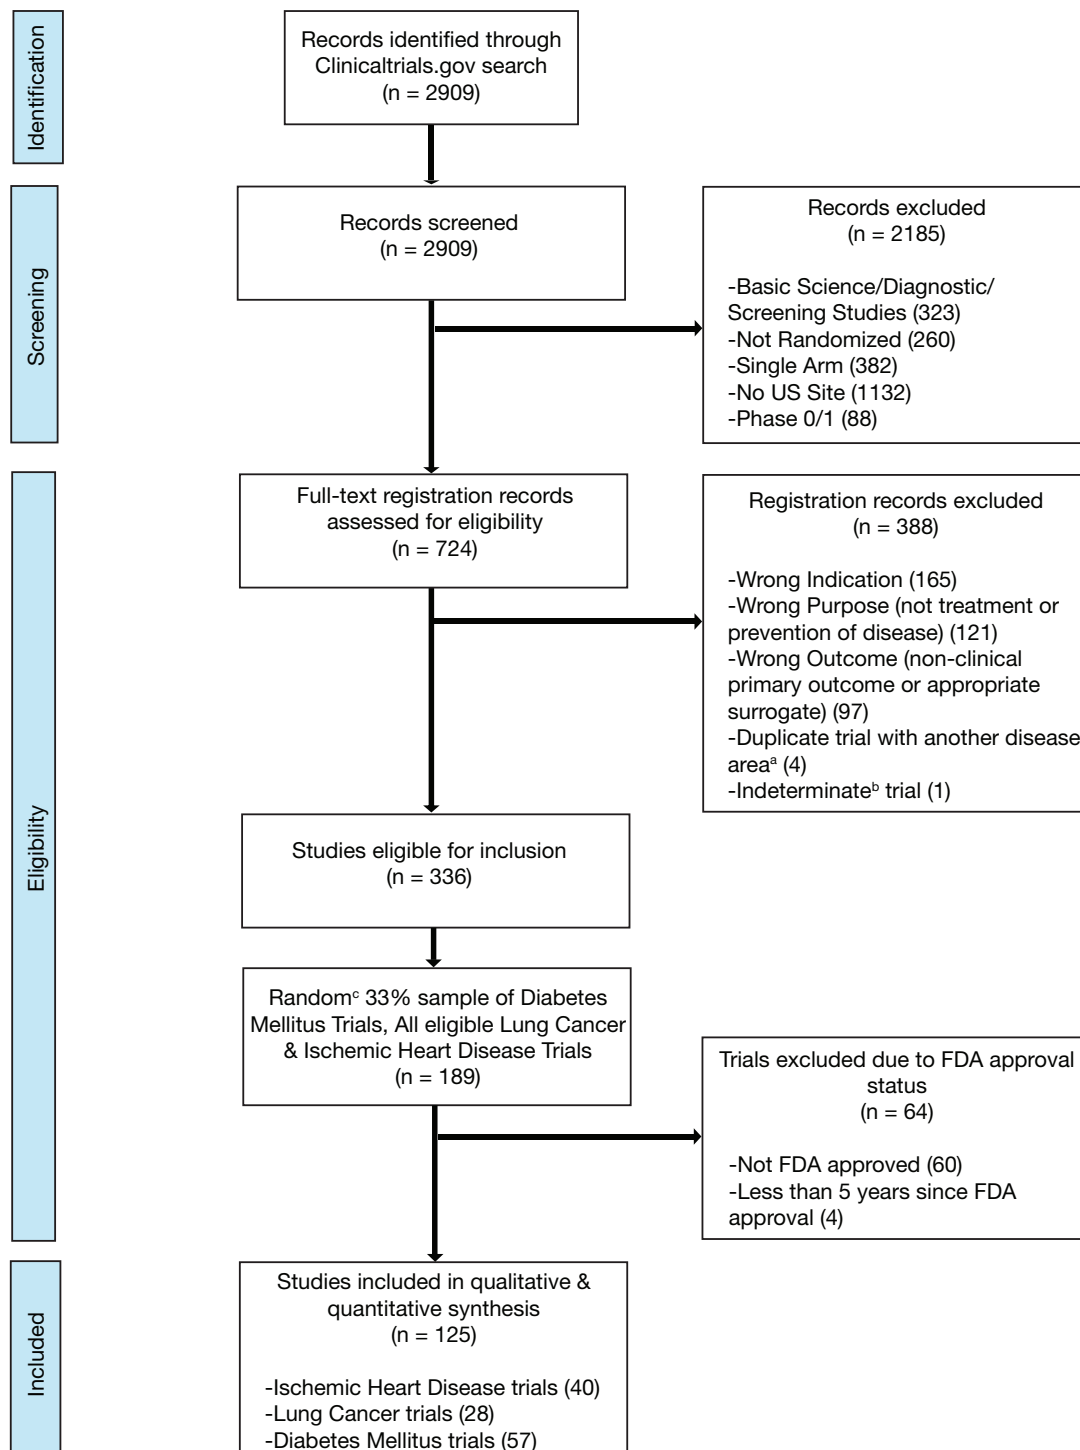 Identification
Records identified through
Clinicaltrials.gov search
(n = 2909)
Screening
Records screened
(n = 2909)
Records excluded
(n = 2185)
-Basic Science/Diagnostic/
Screening Studies (323)
-Not Randomized (260)
-Single Arm (382)
-No US Site (1132)
-Phase 0/1 (88)
Eligibility
Full-text registration records
assessed for eligibility
(n = 724)
Registration records excluded
(n = 388)
-Wrong Indication (165)
-Wrong Purpose (not treatment or
prevention of disease) (121)
-Wrong Outcome (non-clinical
primary outcome or appropriate
surrogate) (97)
-Duplicate trial with another disease
areaᵃ (4)
-Indeterminateᵇ trial (1)
Studies eligible for inclusion
(n = 336)
Randomᶜ 33% sample of Diabetes
Mellitus Trials, All eligible Lung Cancer
& Ischemic Heart Disease Trials
(n = 189)
Trials excluded due to FDA approval
status
(n = 64)
-Not FDA approved (60)
-Less than 5 years since FDA
approval (4)
Included
Studies included in qualitative &
quantitative synthesis
(n = 125)
-Ischemic Heart Disease trials (40)
-Lung Cancer trials (28)
-Diabetes Mellitus trials (57)